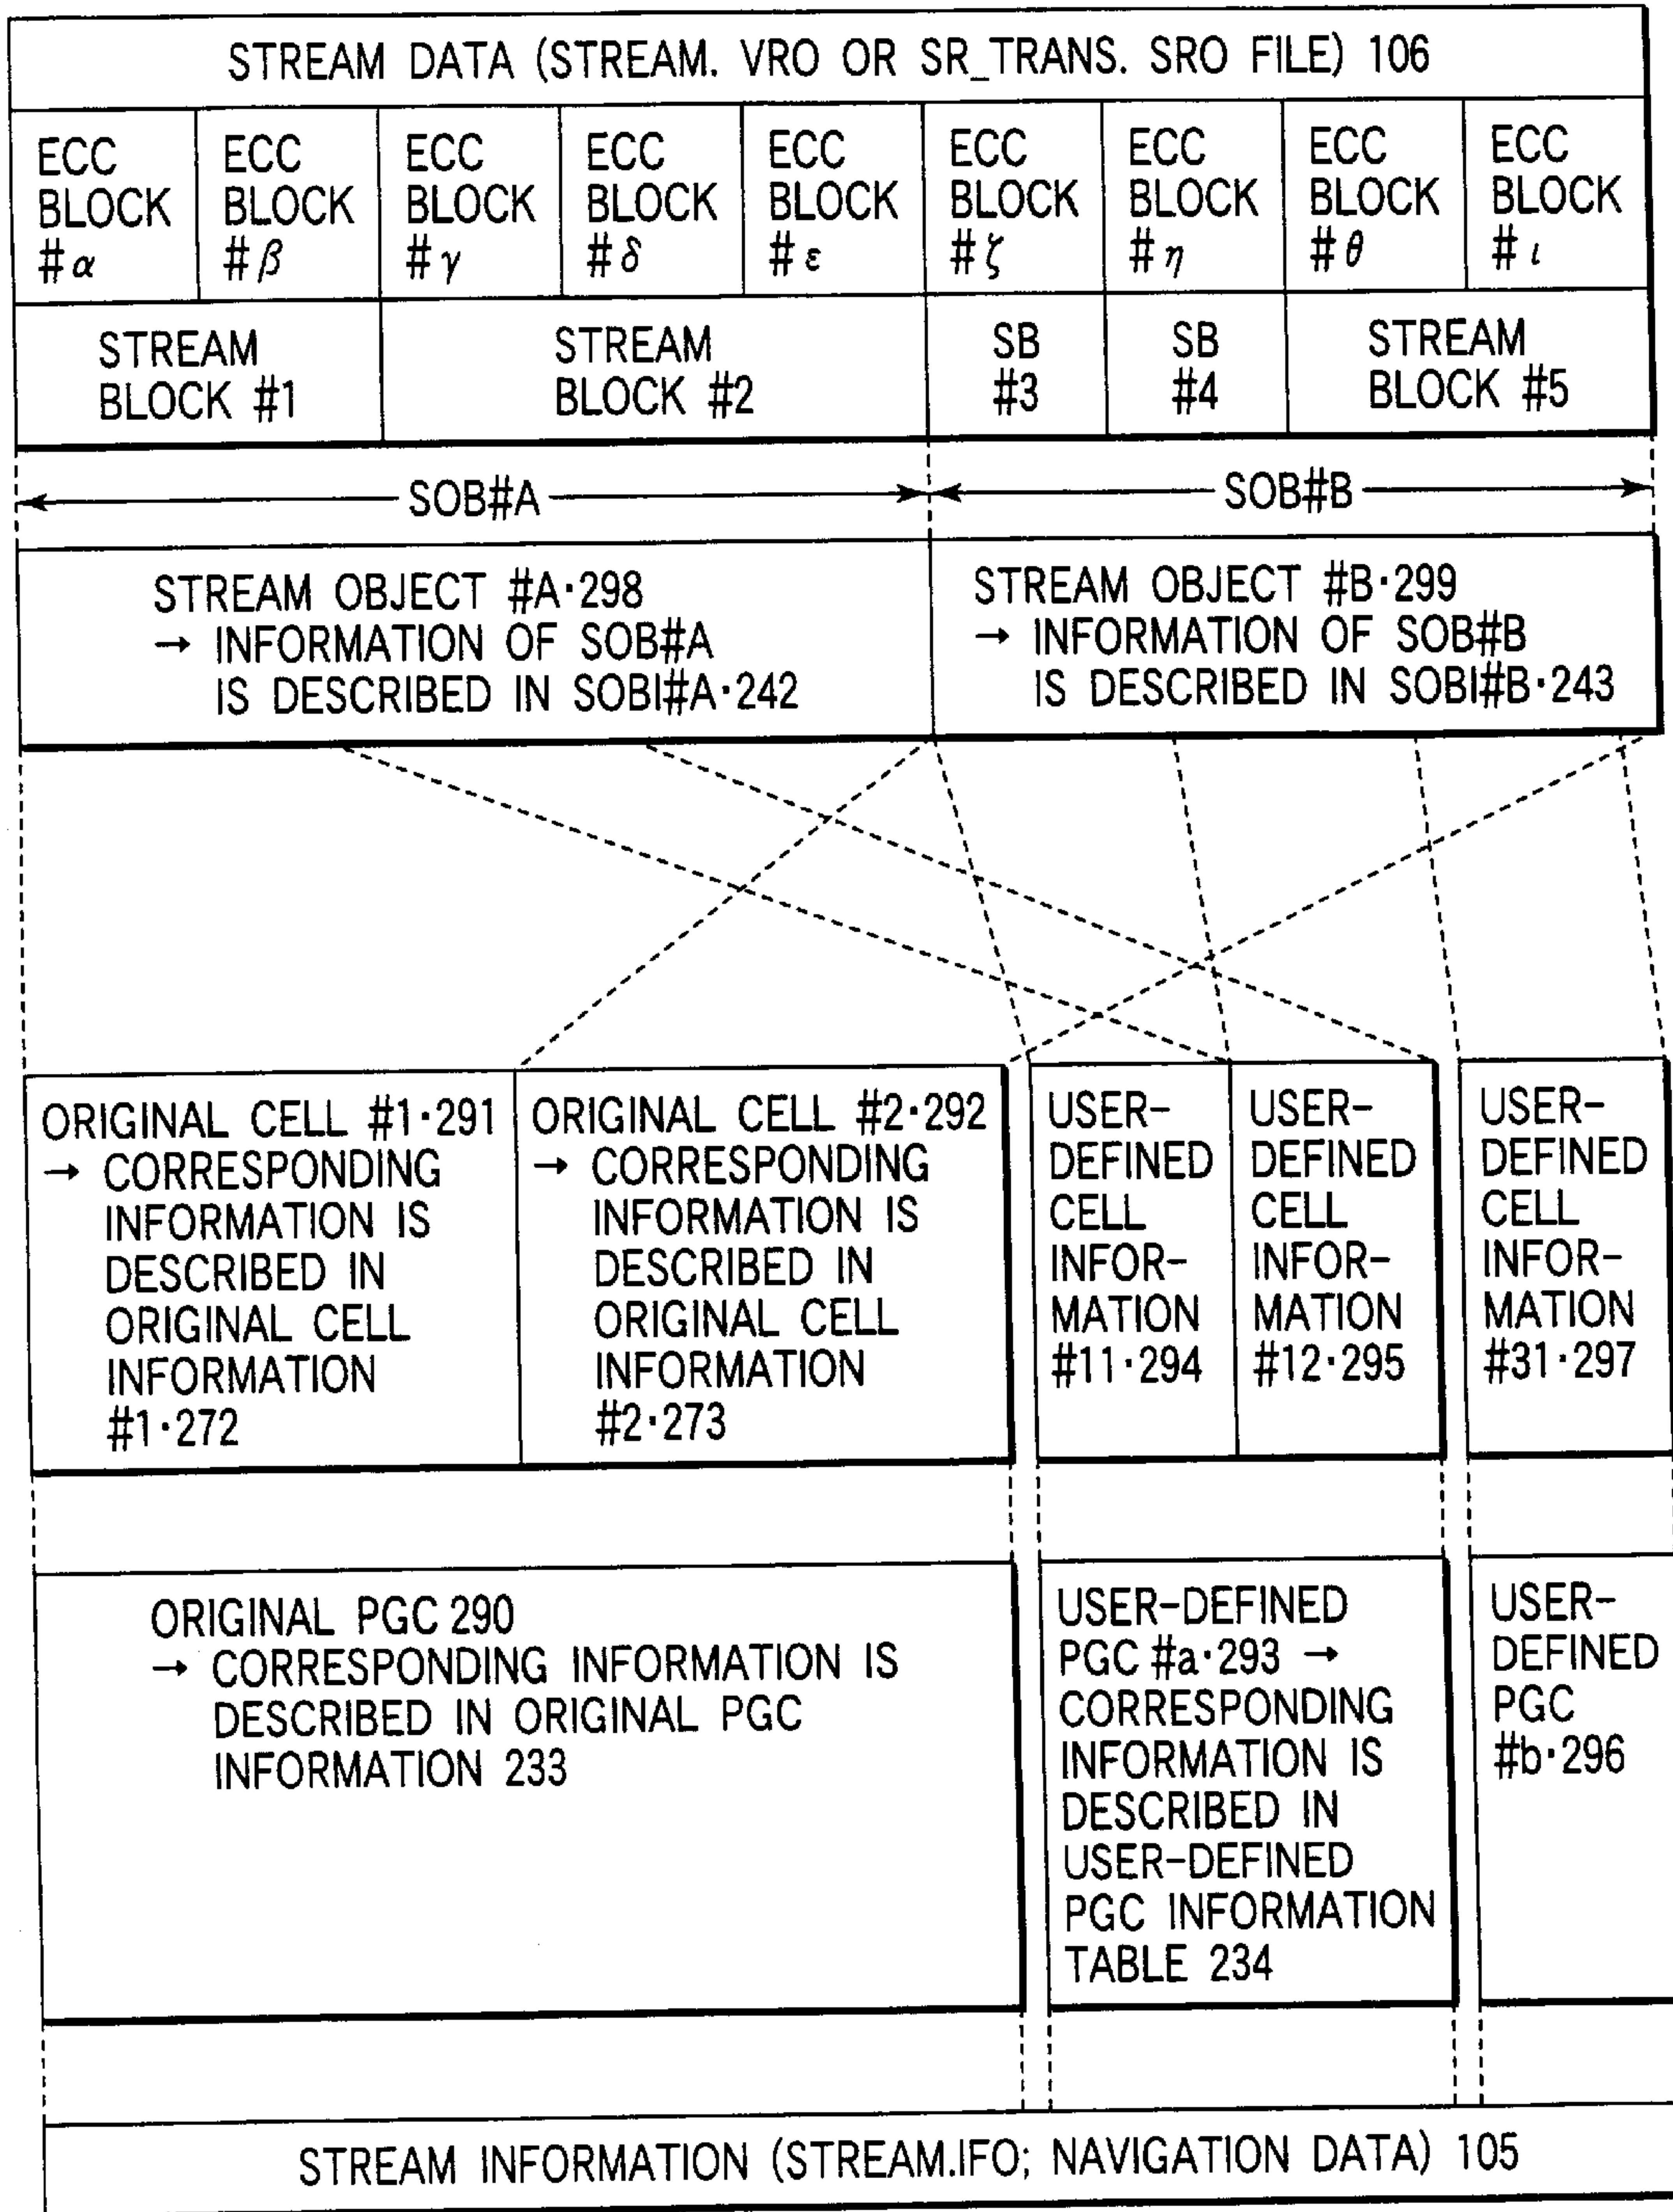 STREAM DATA (STREAM. VRO OR SR_TRANS. SRO FILE) 106
ECC
BLOCK
#α
ECC
BLOCK
#β
ECC
BLOCK
#γ
ECC
BLOCK
#δ
ECC
BLOCK
#ε
ECC
BLOCK
#ζ
ECC
BLOCK
#η
ECC
BLOCK
#θ
ECC
BLOCK
#ι
STREAM
BLOCK #1
STREAM
BLOCK #2
SB
#3
SB
#4
STREAM
BLOCK #5
SOB#A
SOB#B
STREAM OBJECT #A·298
→ INFORMATION OF SOB#A
IS DESCRIBED IN SOBI#A·242
STREAM OBJECT #B·299
→ INFORMATION OF SOB#B
IS DESCRIBED IN SOBI#B·243
ORIGINAL CELL #1·291
→ CORRESPONDING
INFORMATION IS
DESCRIBED IN
ORIGINAL CELL
INFORMATION
#1·272
ORIGINAL CELL #2·292
→ CORRESPONDING
INFORMATION IS
DESCRIBED IN
ORIGINAL CELL
INFORMATION
#2·273
USER-
DEFINED
CELL
INFOR-
MATION
#11·294
USER-
DEFINED
CELL
INFOR-
MATION
#12·295
USER-
DEFINED
CELL
INFOR-
MATION
#31·297
ORIGINAL PGC 290
→ CORRESPONDING INFORMATION IS
DESCRIBED IN ORIGINAL PGC
INFORMATION 233
USER-DEFINED
PGC #a·293 →
CORRESPONDING
INFORMATION IS
DESCRIBED IN
USER-DEFINED
PGC INFORMATION
TABLE 234
USER-
DEFINED
PGC
#b·296
STREAM INFORMATION (STREAM.IFO; NAVIGATION DATA) 105